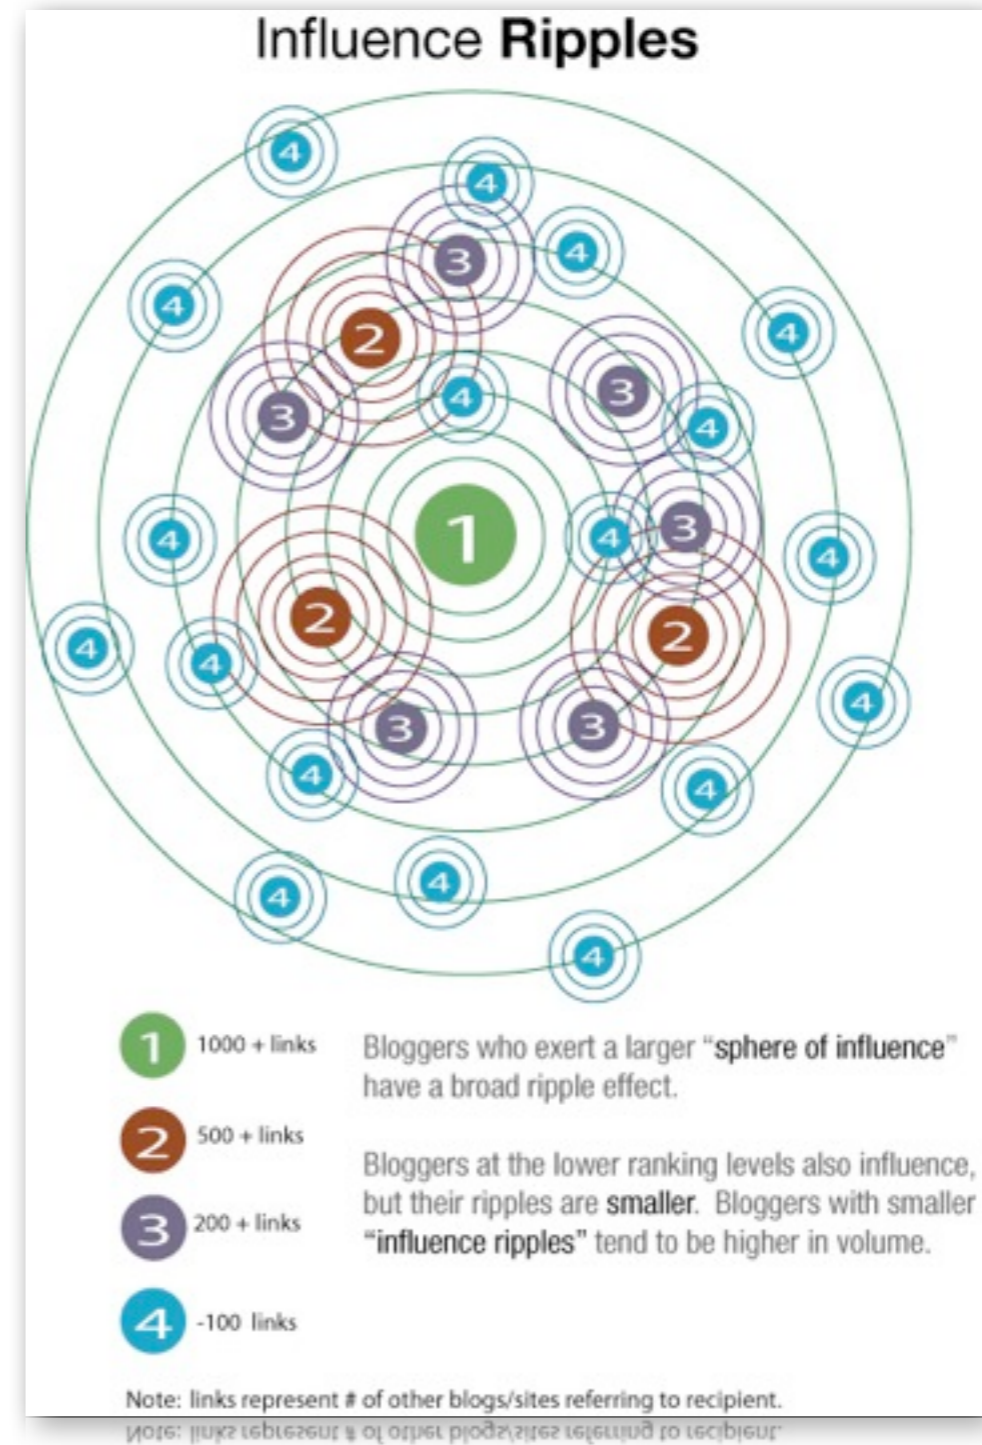 Influence Ripples
4
4
3 4
4
4
2
3
4
3
4
3
4 1 4
4
2 2
4
4
4
3 3
4
4
4
4
4
1 1000 + links
2 500 + links
3 200 + links
4 -100 links
Bloggers who exert a larger “sphere of influence”
have a broad ripple effect.
Bloggers at the lower ranking levels also influence,
but their ripples are smaller. Bloggers with smaller
“influence ripples” tend to be higher in volume.
Note: links represent # of other blogs/sites referring to recipient.